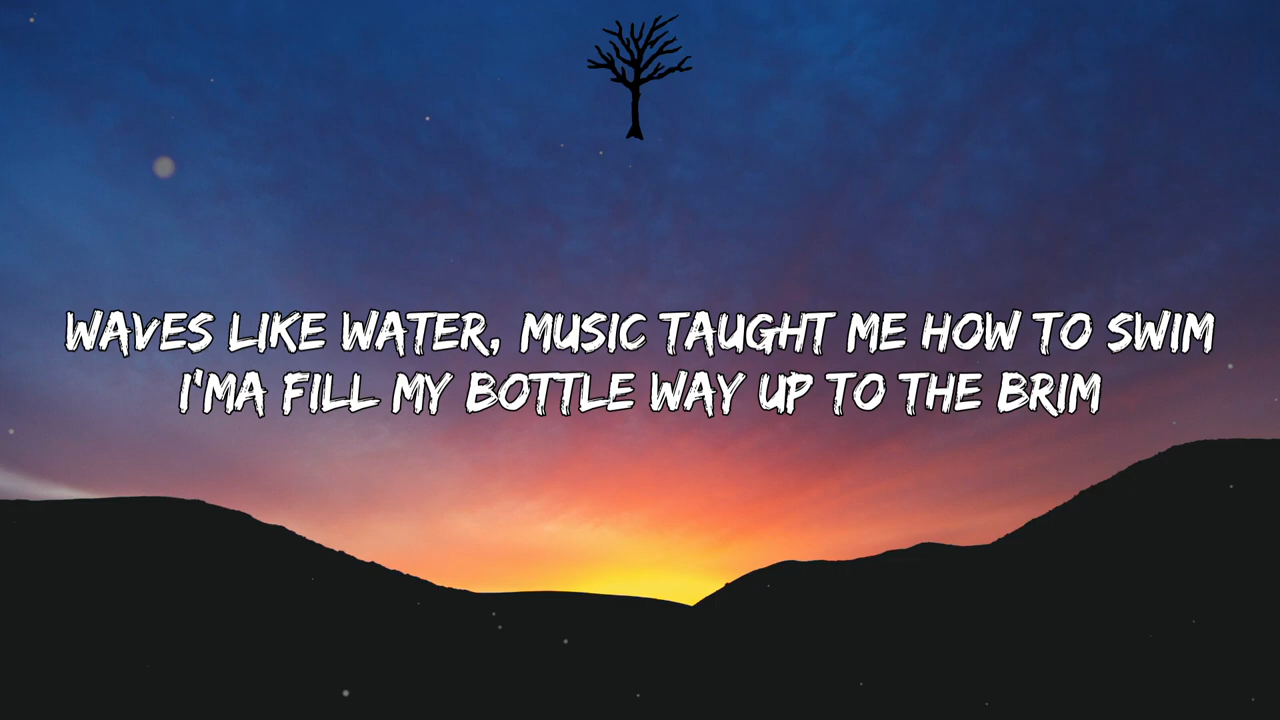 WAVES LIKE WATER, MUSIC TAUGHT ME HOW TO SWIM
I'MA FILL MY BOTTLE WAY UP TO THE BRIM